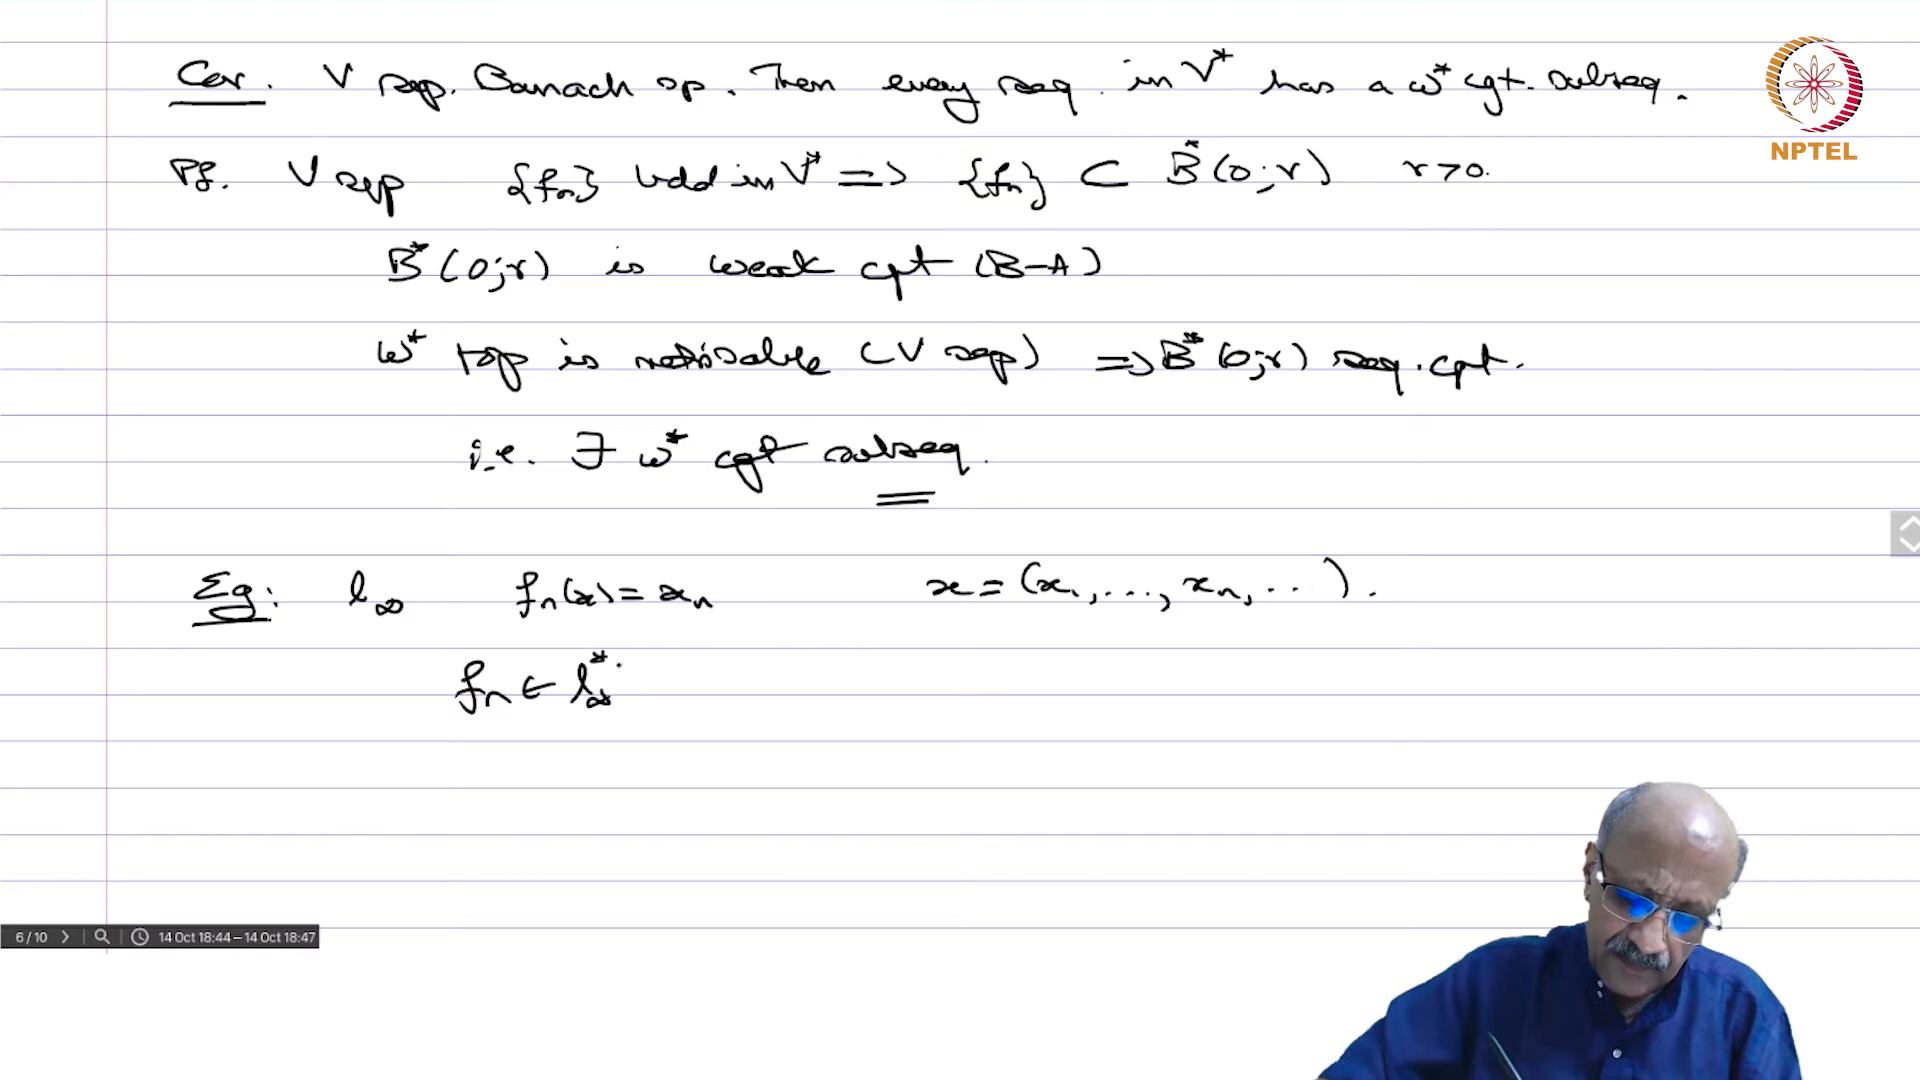 Cor. V sep. Banach sp. Then every seq. in V* has a w* cgt. subseq.
Pf. V sep {fn} bdd in V* => {fn} ⊂ B*(0;r) r>0.
B*(0;r) is weak cpt (B-A)
w* top is metrisable (V sep) => B*(0;r) seq. cpt.
i.e. ∃ w* cgt subseq.
Eg: l∞ fn(x) = xn x = (x1, ..., xn, ...).
fn ∈ l∞*.
NPTEL
6/10 14 Oct 18:44 – 14 Oct 18:47